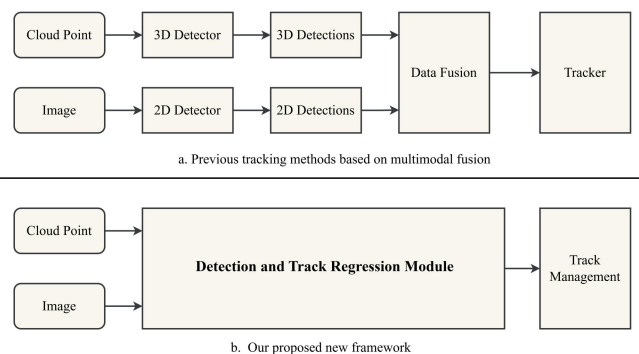 Cloud Point
3D Detector
3D Detections
Data Fusion
Tracker
Image
2D Detector
2D Detections
a. Previous tracking methods based on multimodal fusion
Cloud Point
Detection and Track Regression Module
Track
Management
Image
b. Our proposed new framework